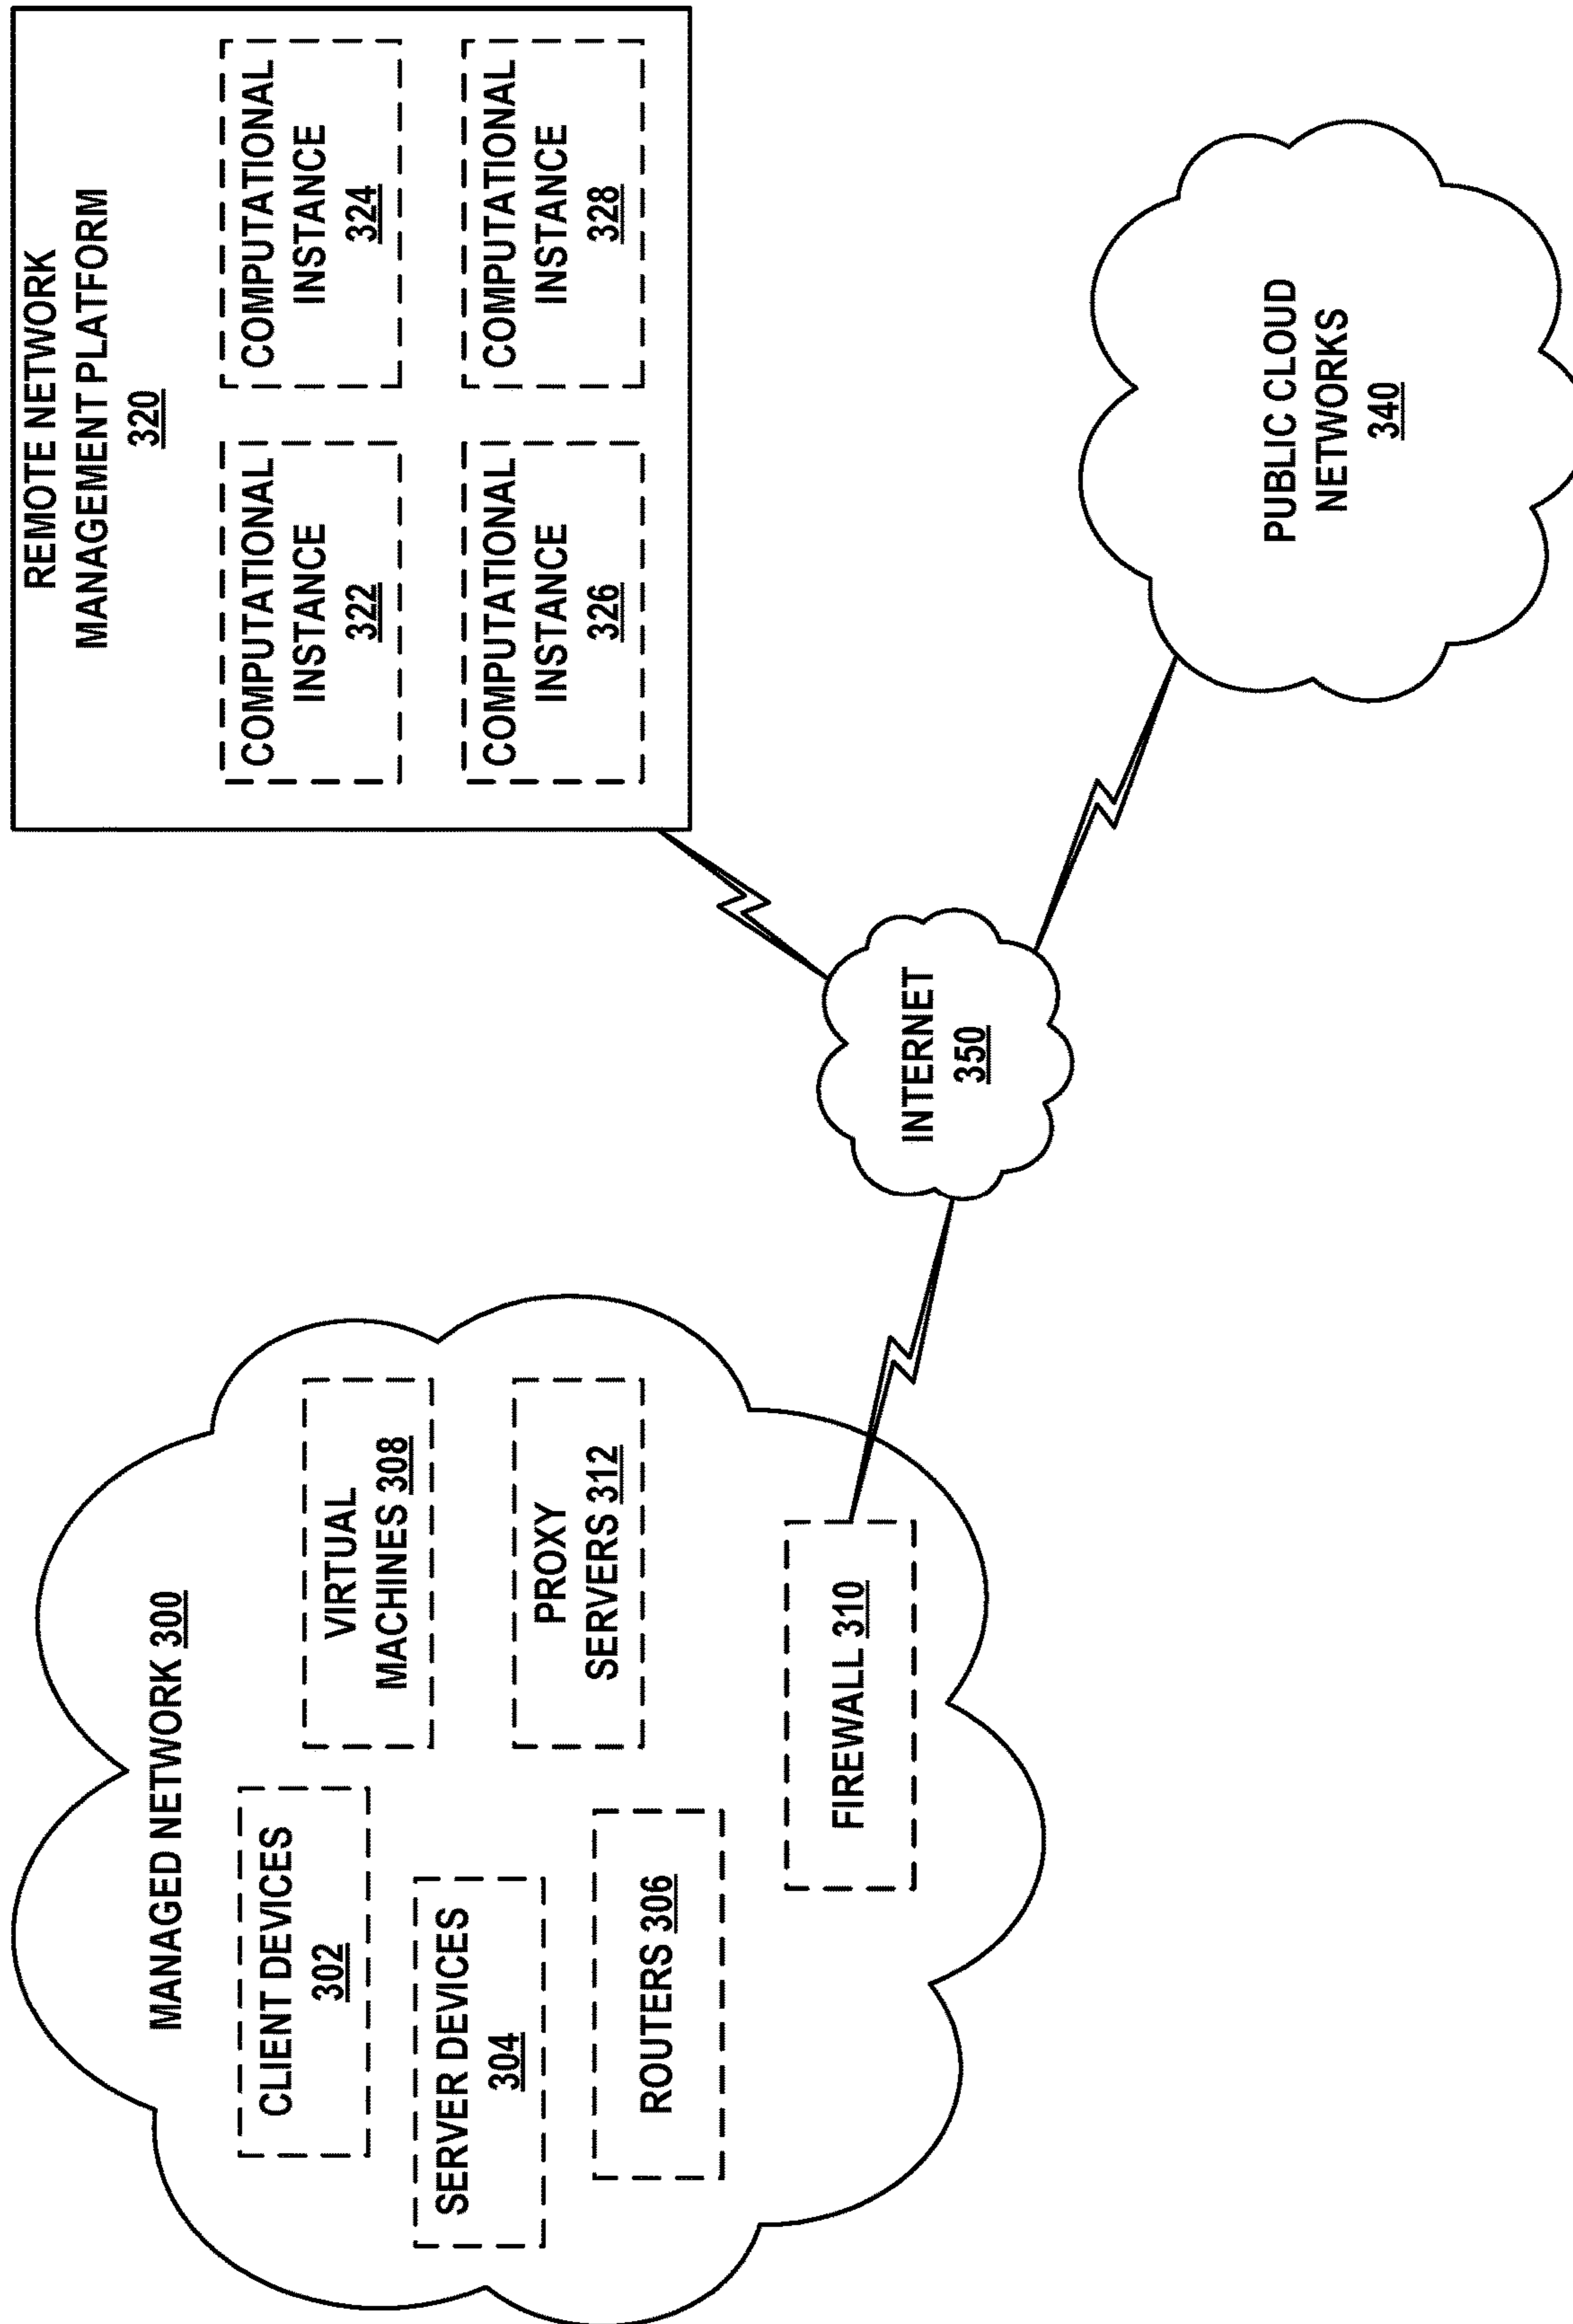 MANAGED NETWORK 300
CLIENT DEVICES
302
SERVER DEVICES
304
ROUTERS 306
VIRTUAL
MACHINES 308
PROXY
SERVERS 312
FIREWALL 310
INTERNET
350
REMOTE NETWORK
MANAGEMENT PLATFORM
320
COMPUTATIONAL
INSTANCE
322
COMPUTATIONAL
INSTANCE
324
COMPUTATIONAL
INSTANCE
326
COMPUTATIONAL
INSTANCE
328
PUBLIC CLOUD
NETWORKS
340